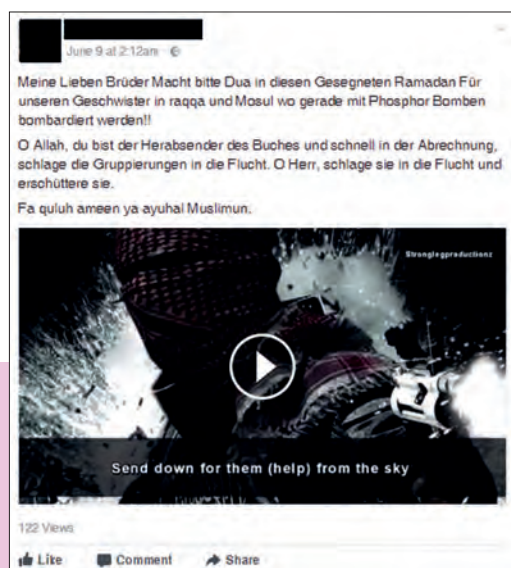 June 9 at 2:12am
Meine Lieben Brüder Macht bitte Dua in diesen Gesegneten Ramadan Für
unseren Geschwister in raqqa und Mosul wo gerade mit Phosphor Bomben
bombardiert werden!!
O Allah, du bist der Herabsender des Buches und schnell in der Abrechnung,
schlage die Gruppierungen in die Flucht. O Herr, schlage sie in die Flucht und
erschüttere sie.
Fa quluh ameen ya ayuhal Muslimun.
Stronglegproductionz
Send down for them (help) from the sky
122 Views
Like Comment Share